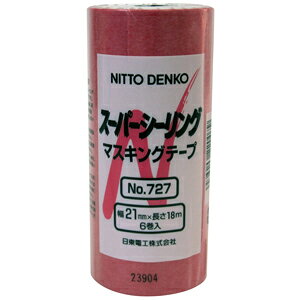 NITTO DENKO
スーパーシーリング
マスキングテープ
No.727
幅21mm×長さ18m
6巻入
日東電工株式会社
23904